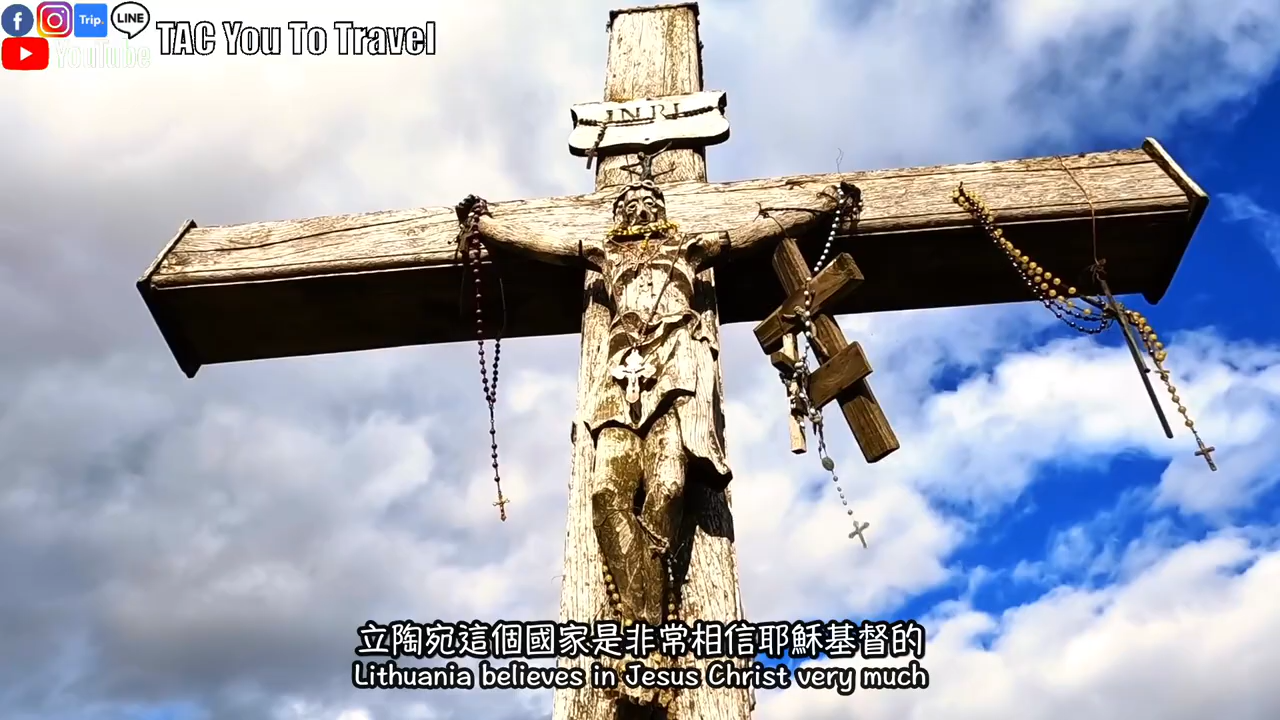 Trip.
LINE
TAC You To Travel
YouTube
INRI
立陶宛這個國家是非常相信耶穌基督的
Lithuania believes in Jesus Christ very much